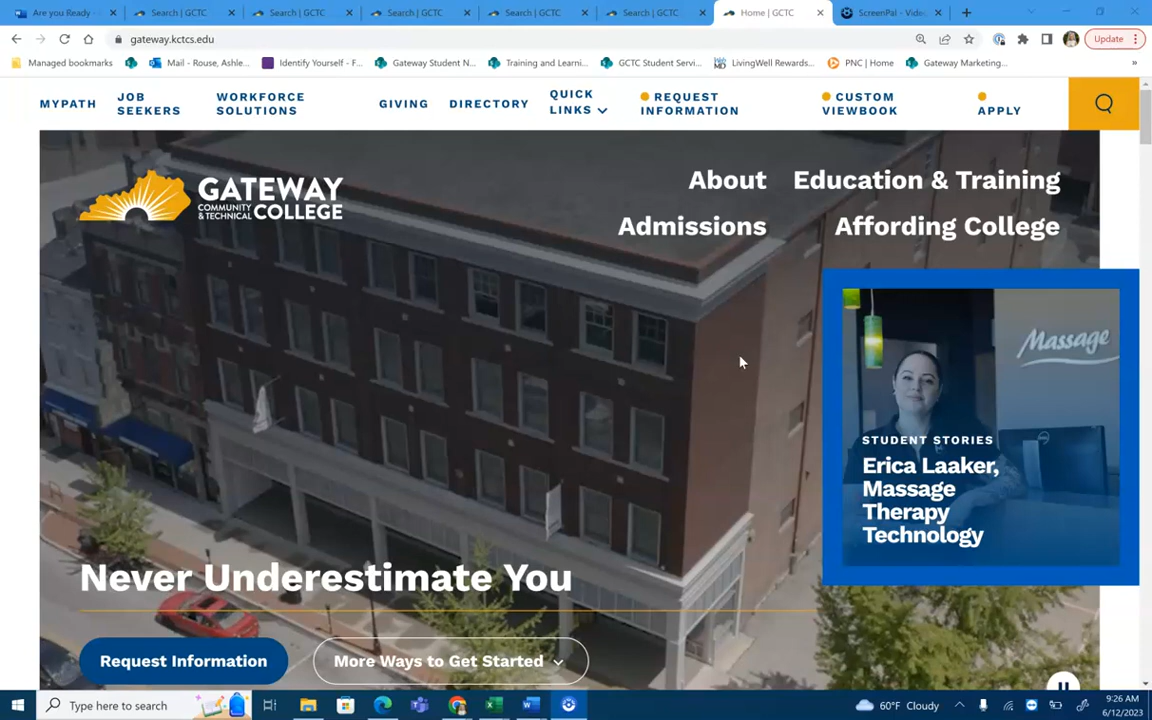 Are you Ready
Search | GCTC
Search | GCTC
Search | GCTC
Search | GCTC
Search | GCTC
Home | GCTC
ScreenPal - Video
gateway.kctcs.edu
Update
Managed bookmarks
Mail - Rouse, Ashle...
Identify Yourself - F...
Gateway Student N...
Training and Learni...
GCTC Student Servi...
LivingWell Rewards...
PNC | Home
Gateway Marketing...
MYPATH
JOB SEEKERS
WORKFORCE SOLUTIONS
GIVING
DIRECTORY
QUICK LINKS
REQUEST INFORMATION
CUSTOM VIEWBOOK
APPLY
GATEWAY
COMMUNITY & TECHNICAL COLLEGE
About
Education & Training
Admissions
Affording College
Massage
STUDENT STORIES
Erica Laaker,
Massage
Therapy
Technology
Never Underestimate You
Request Information
More Ways to Get Started
Type here to search
60°F Cloudy
9:26 AM
6/12/2023